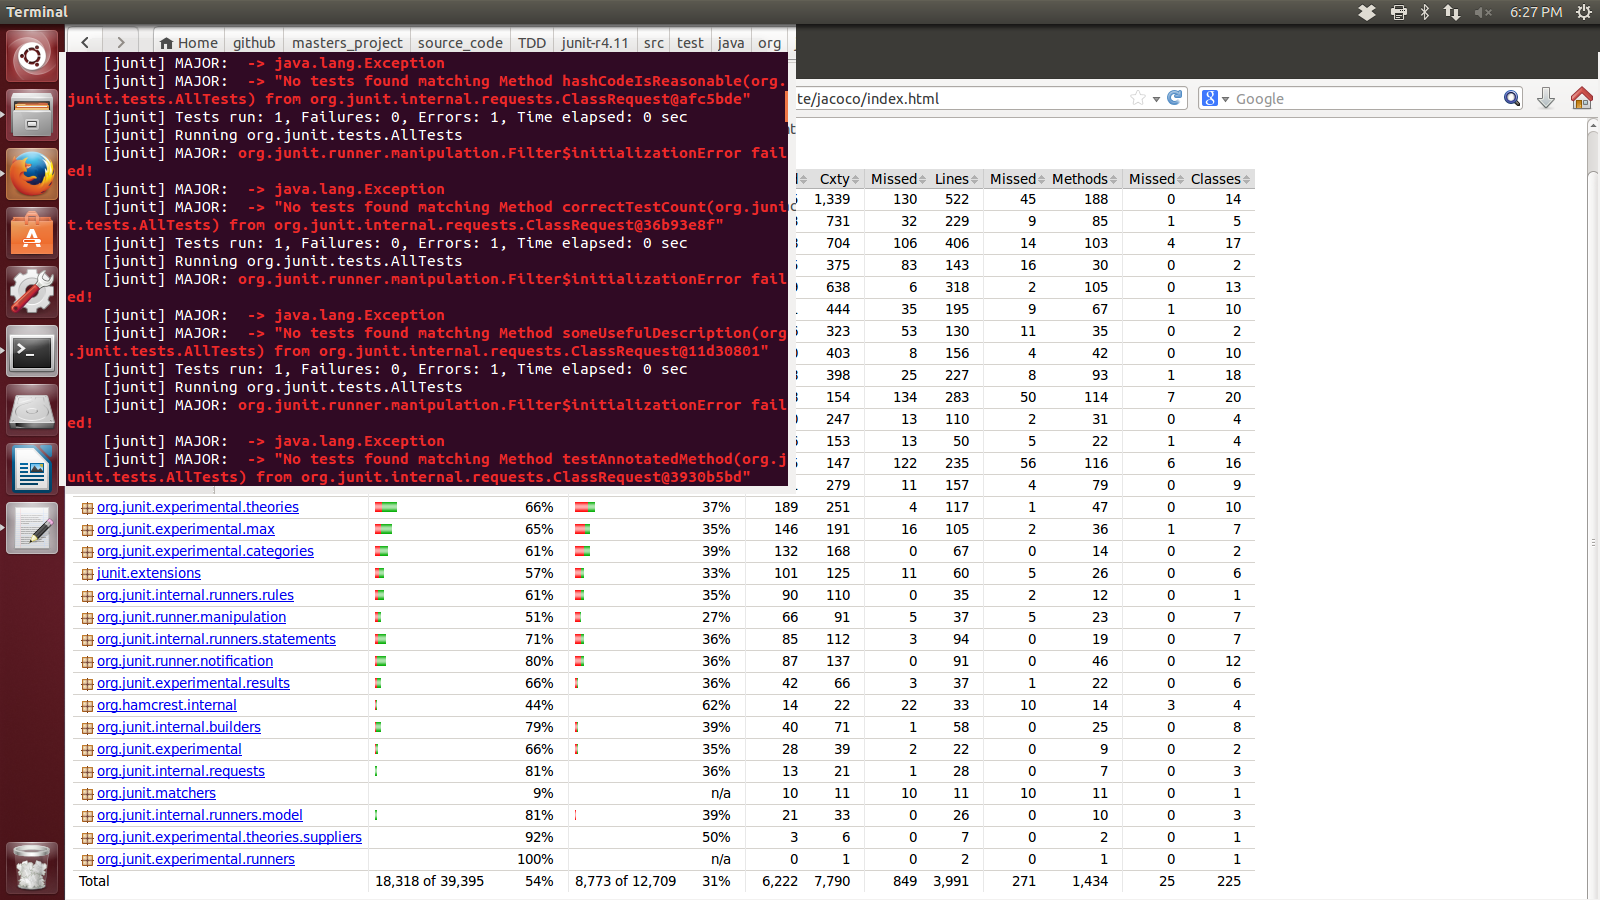 Terminal
6:27 PM
Home github masters_project source_code TDD junit-r4.11 src test java org
[junit] MAJOR:  -> java.lang.Exception
[junit] MAJOR:  -> "No tests found matching Method hashCodeIsReasonable(org.
junit.tests.AllTests) from org.junit.internal.requests.ClassRequest@afc5bde"
[junit] Tests run: 1, Failures: 0, Errors: 1, Time elapsed: 0 sec
[junit] Running org.junit.tests.AllTests
[junit] MAJOR: org.junit.runner.manipulation.Filter$initializationError fail
ed!
[junit] MAJOR:  -> java.lang.Exception
[junit] MAJOR:  -> "No tests found matching Method correctTestCount(org.juni
t.tests.AllTests) from org.junit.internal.requests.ClassRequest@36b93e8f"
[junit] Tests run: 1, Failures: 0, Errors: 1, Time elapsed: 0 sec
[junit] Running org.junit.tests.AllTests
[junit] MAJOR: org.junit.runner.manipulation.Filter$initializationError fail
ed!
[junit] MAJOR:  -> java.lang.Exception
[junit] MAJOR:  -> "No tests found matching Method someUsefulDescription(org
.junit.tests.AllTests) from org.junit.internal.requests.ClassRequest@11d30801"
[junit] Tests run: 1, Failures: 0, Errors: 1, Time elapsed: 0 sec
[junit] Running org.junit.tests.AllTests
[junit] MAJOR: org.junit.runner.manipulation.Filter$initializationError fail
ed!
[junit] MAJOR:  -> java.lang.Exception
[junit] MAJOR:  -> "No tests found matching Method testAnnotatedMethod(org.j
unit.tests.AllTests) from org.junit.internal.requests.ClassRequest@3930b5bd"
te/jacoco/index.html Google
Cxty Missed Lines Missed Methods Missed Classes
1,339 130 522 45 188 0 14
731 32 229 9 85 1 5
704 106 406 14 103 4 17
375 83 143 16 30 0 2
638 6 318 2 105 0 13
444 35 195 9 67 1 10
323 53 130 11 35 0 2
403 8 156 4 42 0 10
398 25 227 8 93 1 18
154 134 283 50 114 7 20
247 13 110 2 31 0 4
153 13 50 5 22 1 4
147 122 235 56 116 6 16
279 11 157 4 79 0 9
org.junit.experimental.theories 66% 37% 189 251 4 117 1 47 0 10
org.junit.experimental.max 65% 35% 146 191 16 105 2 36 1 7
org.junit.experimental.categories 61% 39% 132 168 0 67 0 14 0 2
junit.extensions 57% 33% 101 125 11 60 5 26 0 6
org.junit.internal.runners.rules 61% 35% 90 110 0 35 2 12 0 1
org.junit.runner.manipulation 51% 27% 66 91 5 37 5 23 0 7
org.junit.internal.runners.statements 71% 36% 85 112 3 94 0 19 0 7
org.junit.runner.notification 80% 36% 87 137 0 91 0 46 0 12
org.junit.experimental.results 66% 36% 42 66 3 37 1 22 0 6
org.hamcrest.internal 44% 62% 14 22 22 33 10 14 3 4
org.junit.internal.builders 79% 39% 40 71 1 58 0 25 0 8
org.junit.experimental 66% 35% 28 39 2 22 0 9 0 2
org.junit.internal.requests 81% 36% 13 21 1 28 0 7 0 3
org.junit.matchers 9% n/a 10 11 10 11 10 11 0 1
org.junit.internal.runners.model 81% 39% 21 33 0 26 0 10 0 3
org.junit.experimental.theories.suppliers 92% 50% 3 6 0 7 0 2 0 1
org.junit.experimental.runners 100% n/a 0 1 0 2 0 1 0 1
Total 18,318 of 39,395 54% 8,773 of 12,709 31% 6,222 7,790 849 3,991 271 1,434 25 225